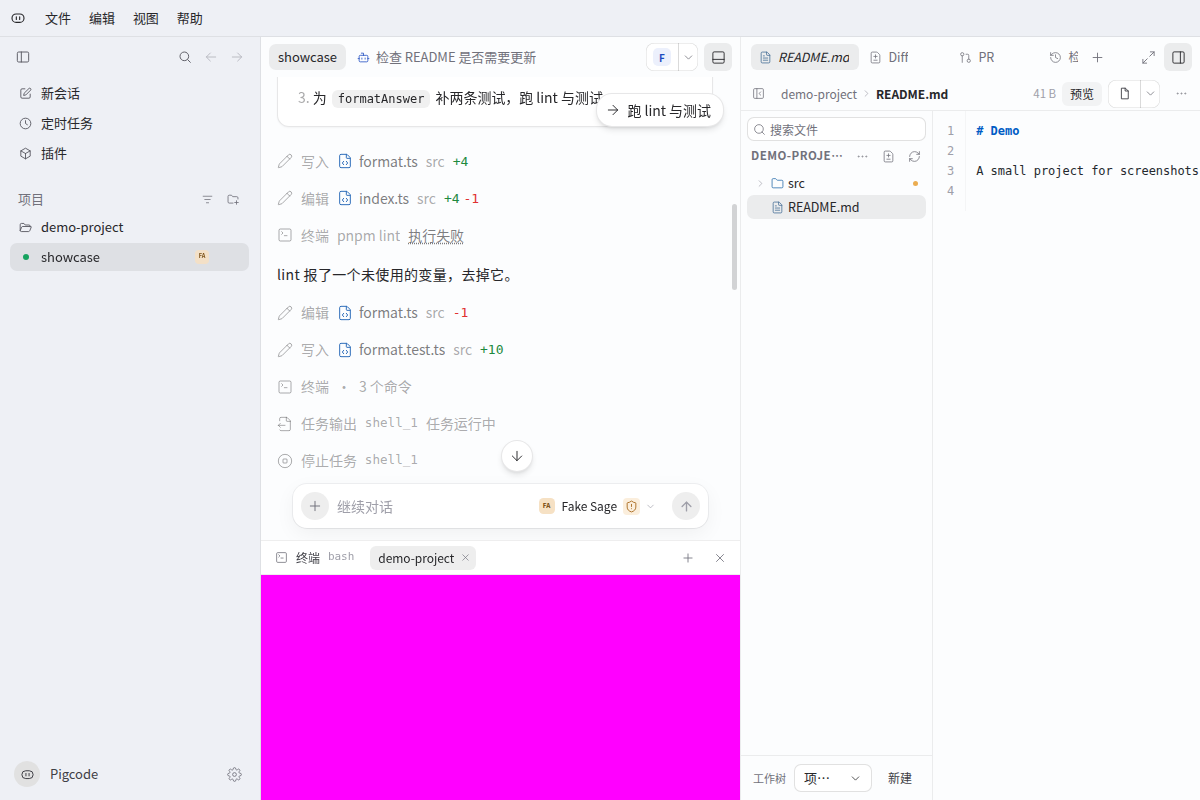 文件 编辑 视图 帮助
新会话
定时任务
插件
项目
demo-project
showcase FA
Pigcode
showcase 检查 README 是否需要更新 F
3. 为 formatAnswer 补两条测试，跑 lint 与测试
跑 lint 与测试
写入 format.ts src +4
编辑 index.ts src +4 -1
终端 pnpm lint 执行失败
lint 报了一个未使用的变量，去掉它。
编辑 format.ts src -1
写入 format.test.ts src +10
终端 · 3 个命令
任务输出 shell_1 任务运行中
停止任务 shell_1
继续对话 FA Fake Sage
终端 bash demo-project
README.md Diff PR
demo-project README.md 41 B 预览
搜索文件
DEMO-PROJE···
src
README.md
1 # Demo
2
3 A small project for screenshots
4
工作树 项··· 新建